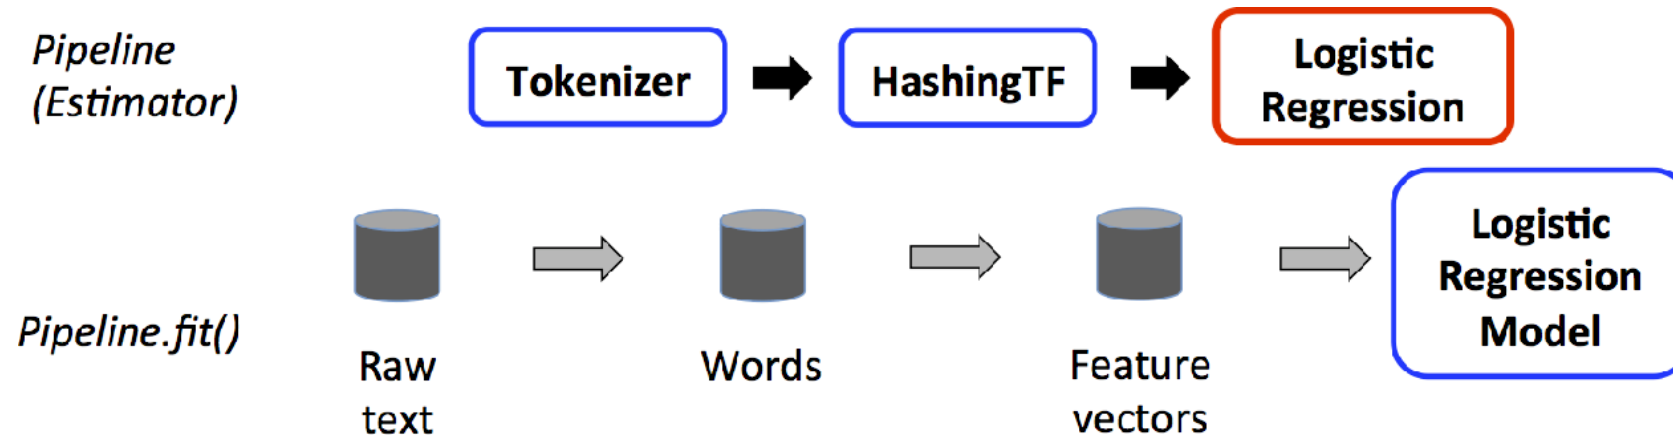 Pipeline
(Estimator)
Tokenizer
HashingTF
Logistic
Regression
Pipeline.fit()
Raw
text
Words
Feature
vectors
Logistic
Regression
Model